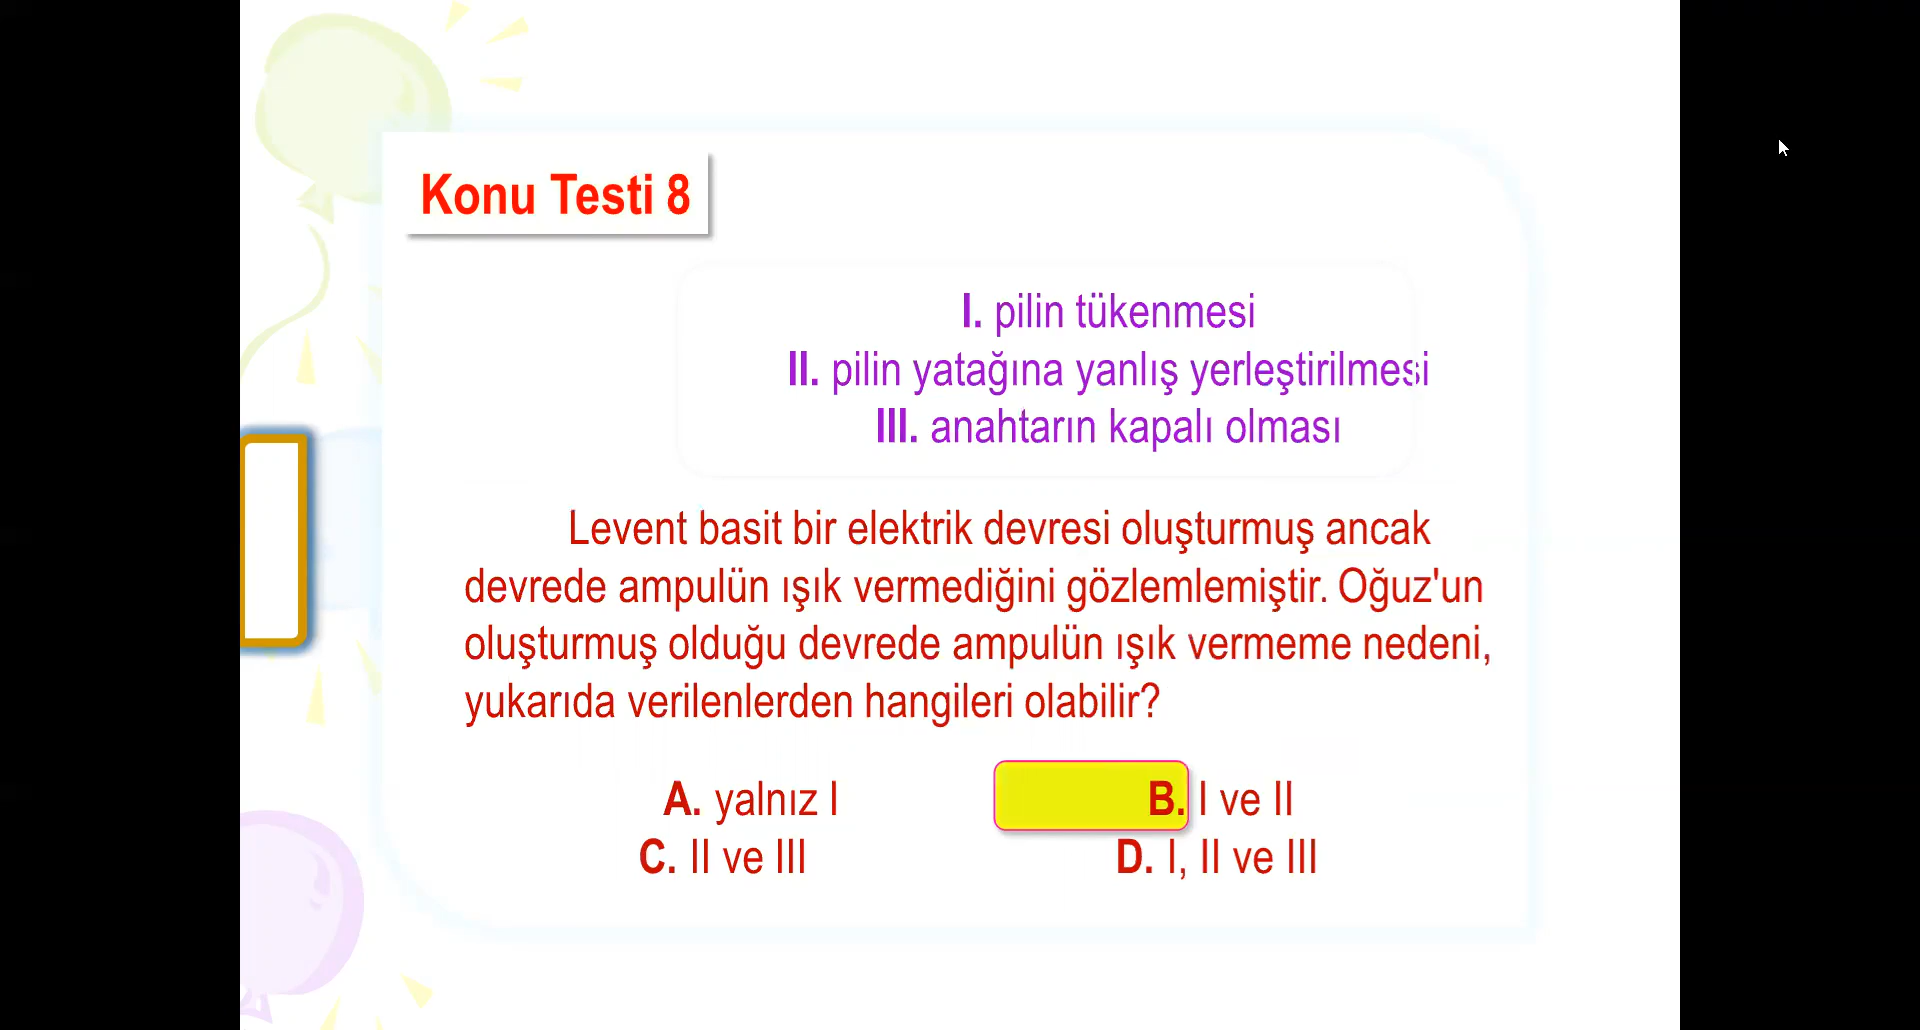 Konu Testi 8
I. pilin tükenmesi
II. pilin yatağına yanlış yerleştirilmesi
III. anahtarın kapalı olması
Levent basit bir elektrik devresi oluşturmuş ancak
devrede ampulün ışık vermediğini gözlemlemiştir. Oğuz'un
oluşturmuş olduğu devrede ampulün ışık vermeme nedeni,
yukarıda verilenlerden hangileri olabilir?
A. yalnız I B. I ve II
C. II ve III D. I, II ve III